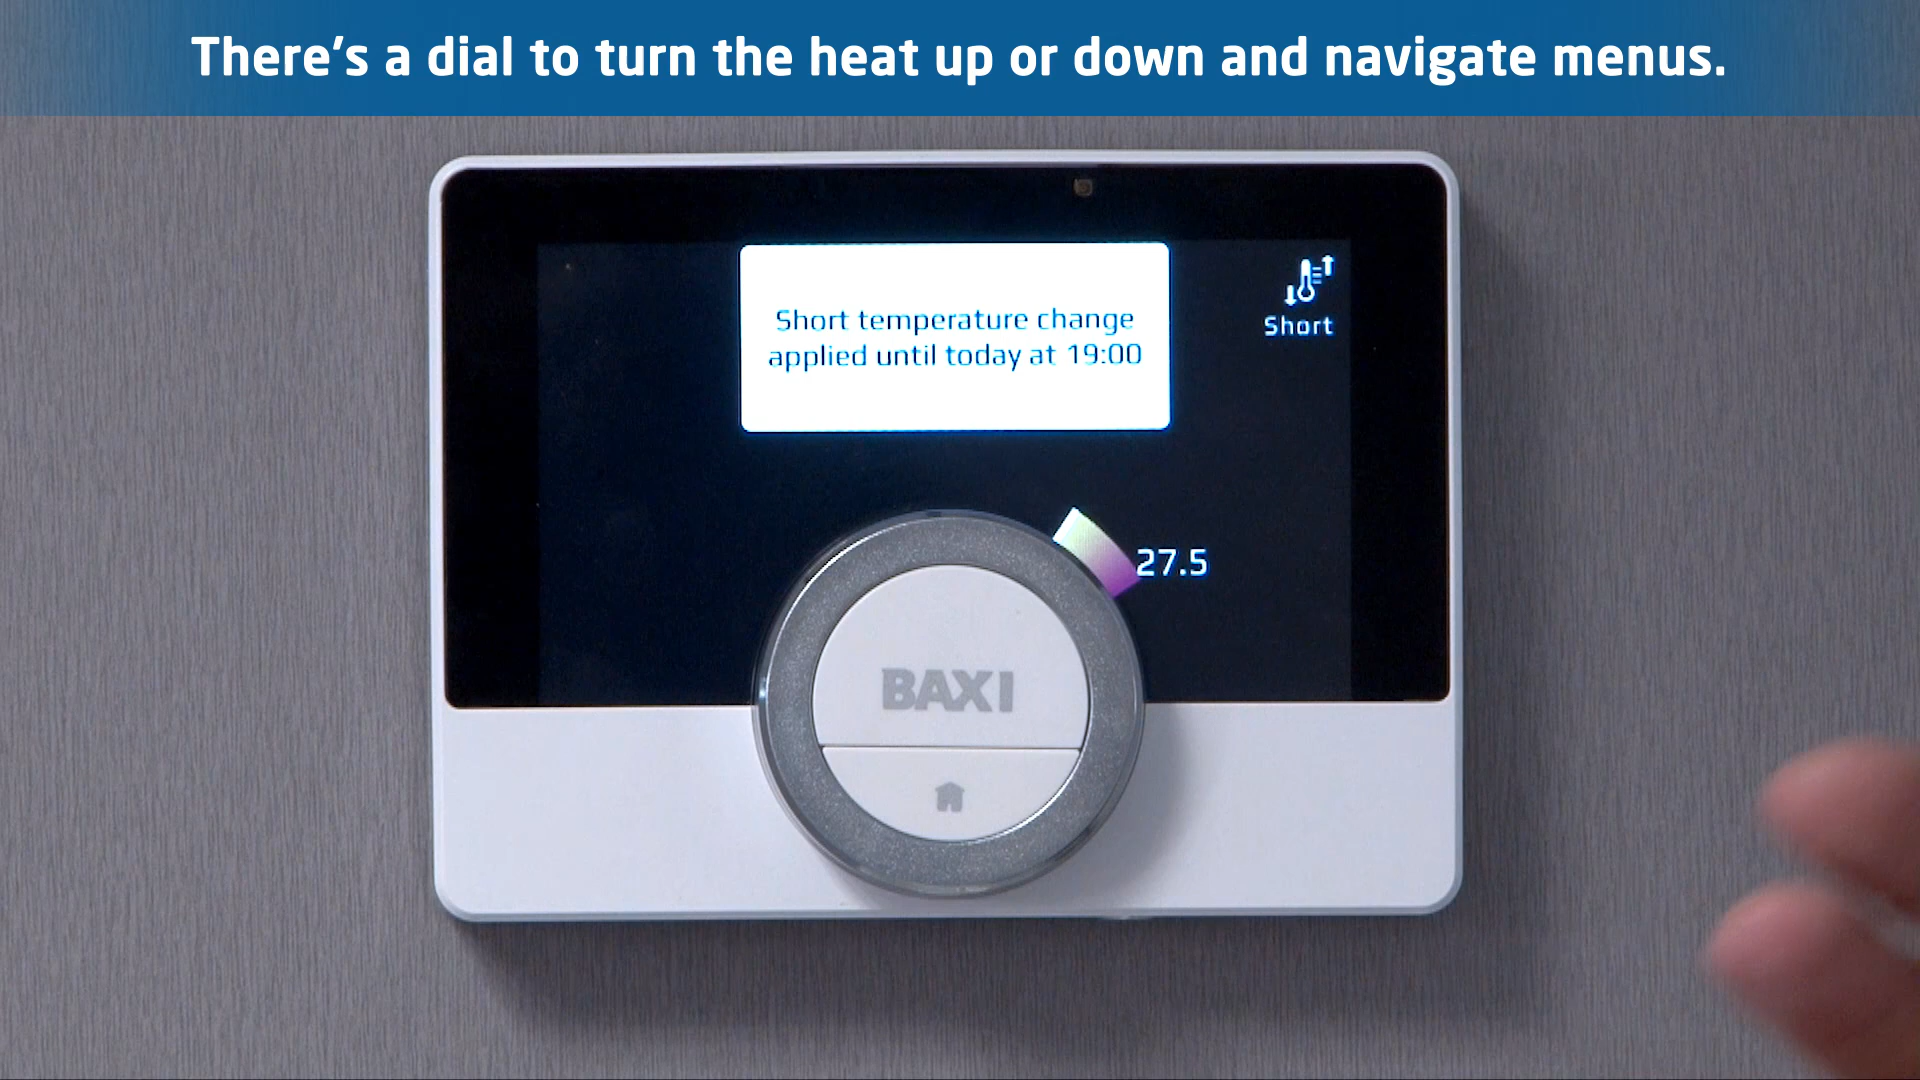 There's a dial to turn the heat up or down and navigate menus.
Short temperature change
applied until today at 19:00
Short
27.5
BAXI